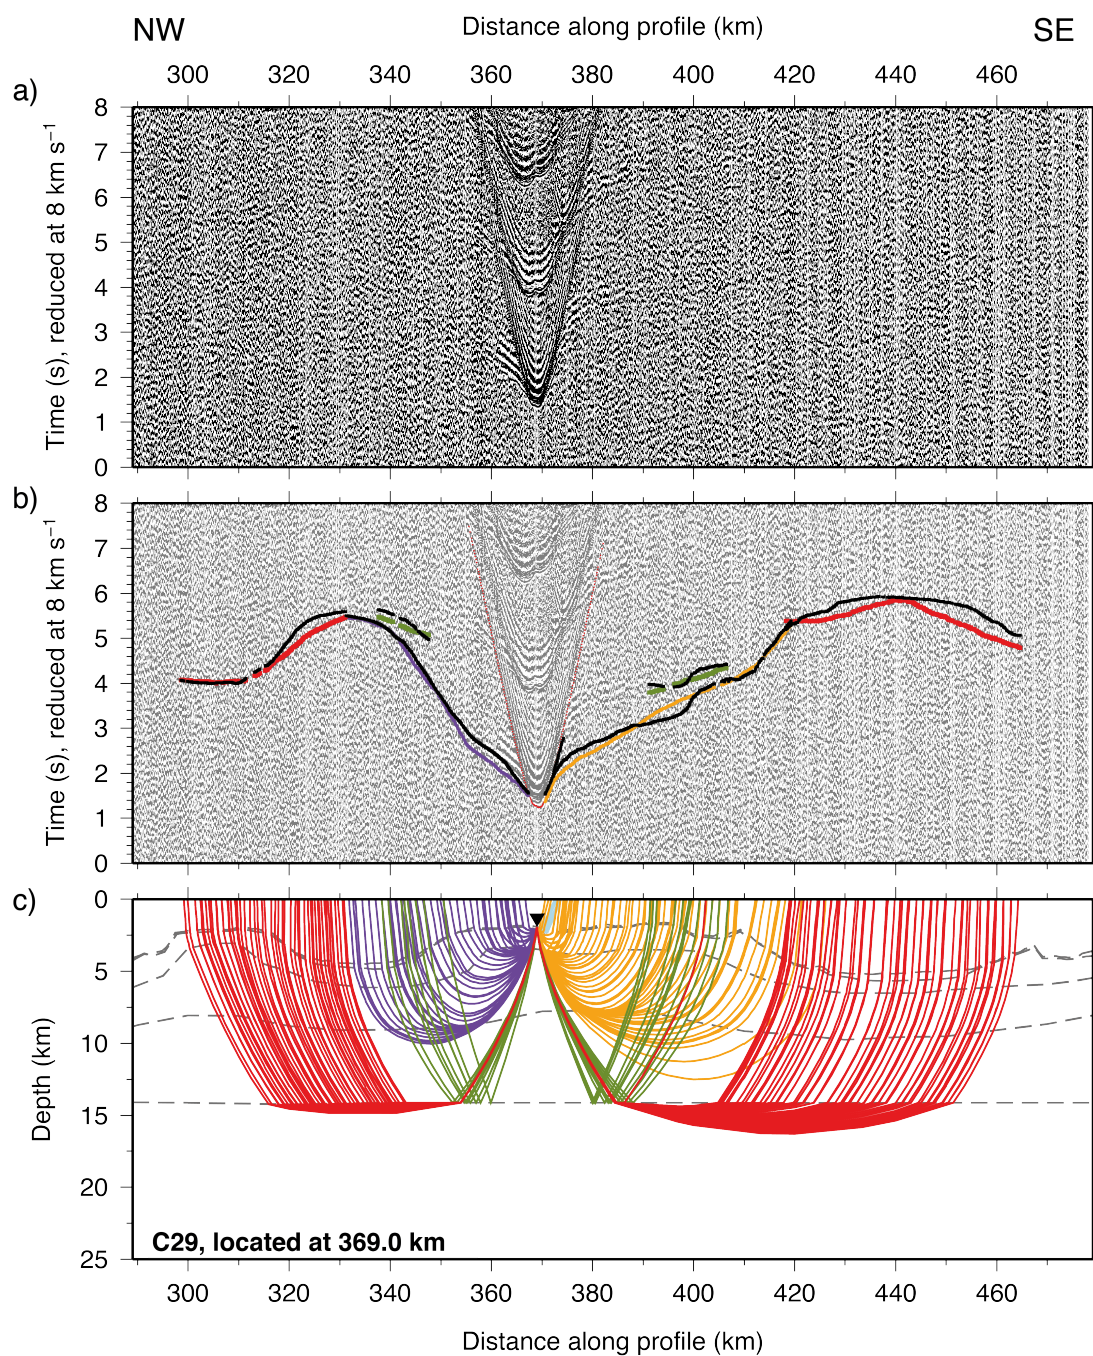 NW Distance along profile (km) SE
300 320 340 360 380 400 420 440 460
a)
Time (s), reduced at 8 km s⁻¹
8
7
6
5
4
3
2
1
0
b)
Time (s), reduced at 8 km s⁻¹
8
7
6
5
4
3
2
1
0
c)
Depth (km)
0
5
10
15
20
25
C29, located at 369.0 km
300 320 340 360 380 400 420 440 460
Distance along profile (km)